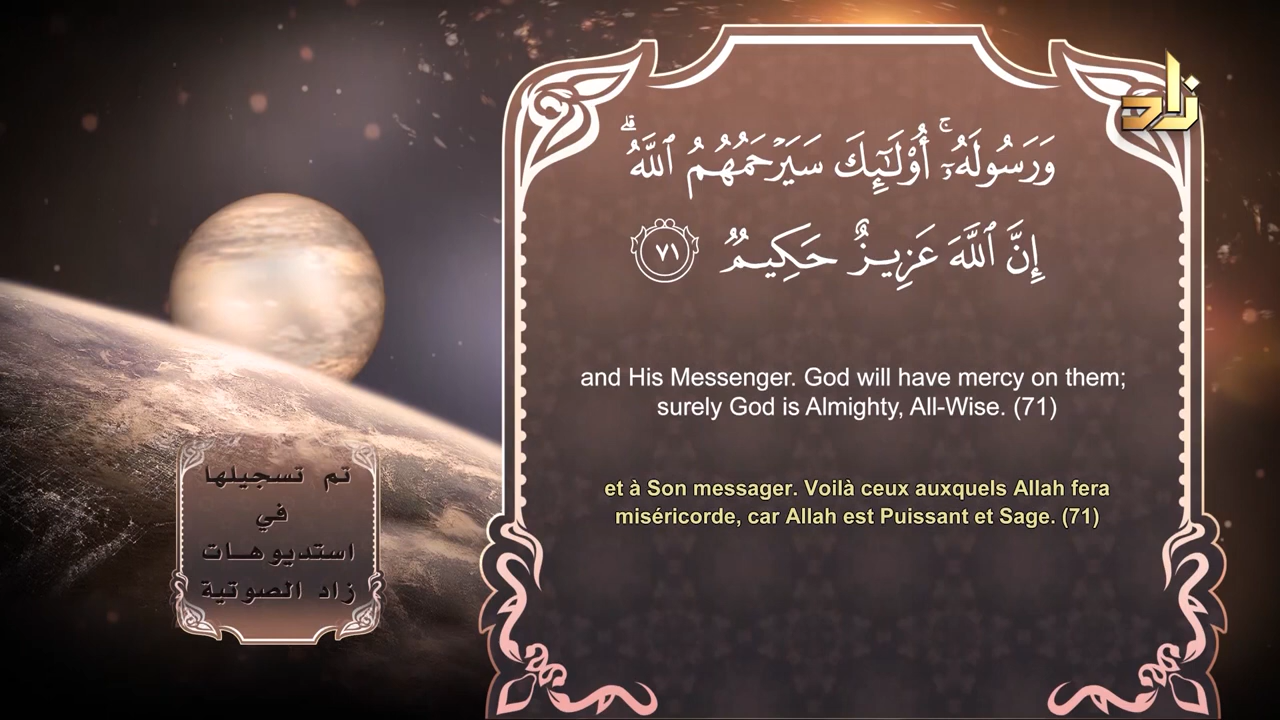 زاد
وَرَسُولَهُۥٓۚ أُوْلَٰٓئِكَ سَيَرۡحَمُهُمُ ٱللَّهُۗ
إِنَّ ٱللَّهَ عَزِيزٌ حَكِيمٌ ٧١
and His Messenger. God will have mercy on them;
surely God is Almighty, All-Wise. (71)
et à Son messager. Voilà ceux auxquels Allah fera
miséricorde, car Allah est Puissant et Sage. (71)
تم تسجيلها
في
استديوهات
زاد الصوتية